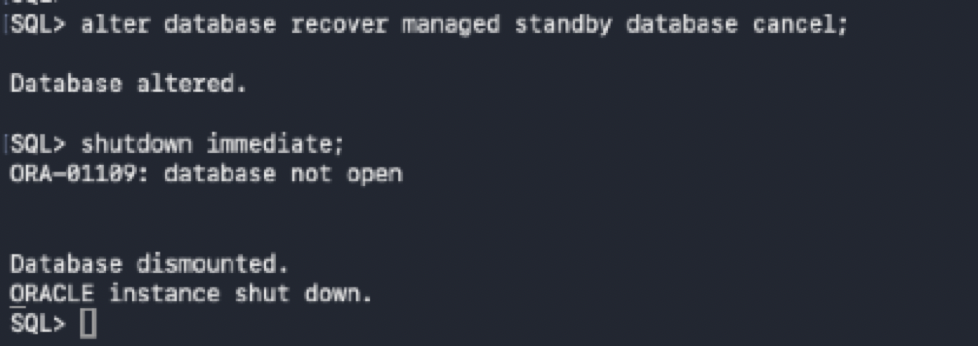 SQL> alter database recover managed standby database cancel;
Database altered.
SQL> shutdown immediate;
ORA-01109: database not open
Database dismounted.
ORACLE instance shut down.
SQL>